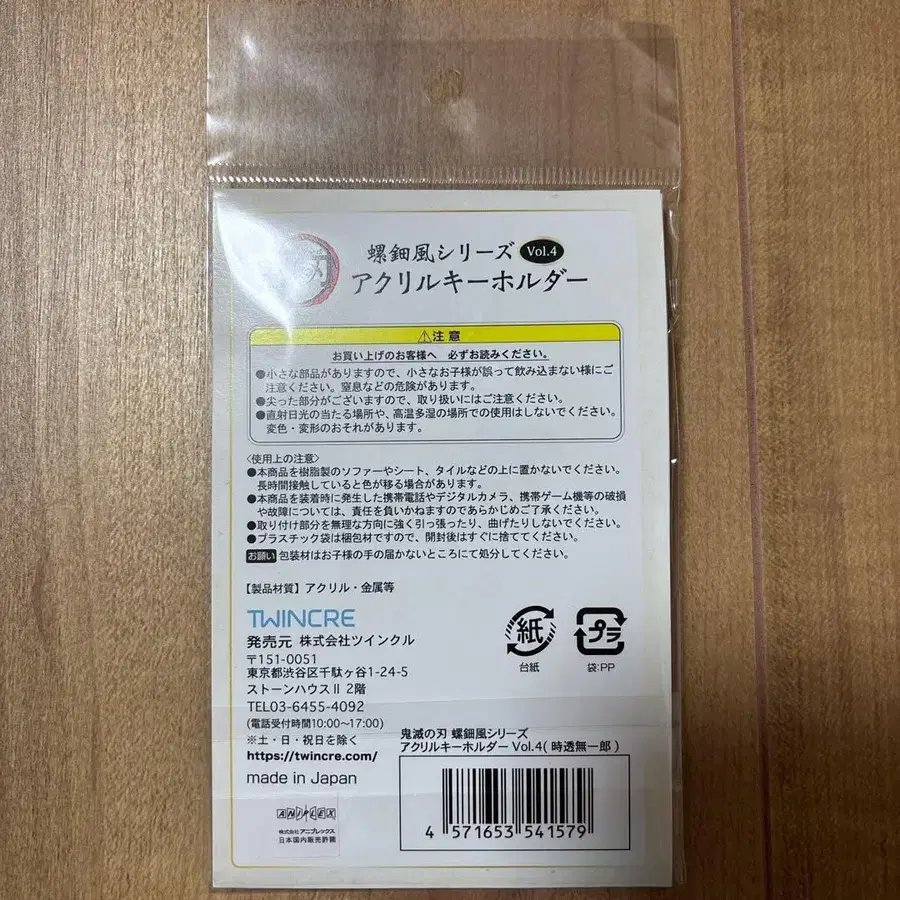 刃
螺鈿風シリーズ Vol.4
アクリルキーホルダー
⚠注意
お買い上げのお客様へ 必ずお読みください。
●小さな部品がありますので、小さなお子様が誤って飲み込まない様にご
注意ください。窒息などの危険があります。
●尖った部分がございますので、取り扱いにはご注意ください。
●直射日光の当たる場所や、高温多湿の場所での使用はしないでください。
変色・変形のおそれがあります。
〈使用上の注意〉
●本商品を樹脂製のソファーやシート、タイルなどの上に置かないでください。
長時間接触していると色が移る場合があります。
●本商品を装着時に発生した携帯電話やデジタルカメラ、携帯ゲーム機等の破損
や故障については、責任を負いかねますのであらかじめご了承ください。
●取り付け部分を無理な方向に強く引っ張ったり、曲げたりしないでください。
●プラスチック袋は梱包材ですので、開封後はすぐに捨ててください。
お願い 包装材はお子様の手の届かないところにて処分してください。
【製品材質】アクリル・金属等
TWINCRE
発売元 株式会社ツインクル
〒151-0051
東京都渋谷区千駄ヶ谷1-24-5
ストーンハウスⅡ 2階
TEL03-6455-4092
(電話受付時間10:00〜17:00)
※土・日・祝日を除く
https://twincre.com/
made in Japan
紙
台紙
プラ
袋:PP
鬼滅の刃 螺鈿風シリーズ
アクリルキーホルダー Vol.4( 時透無一郎 )
4 571653 541579
ANIPLEX
株式会社アニプレックス
日本国内販売許諾